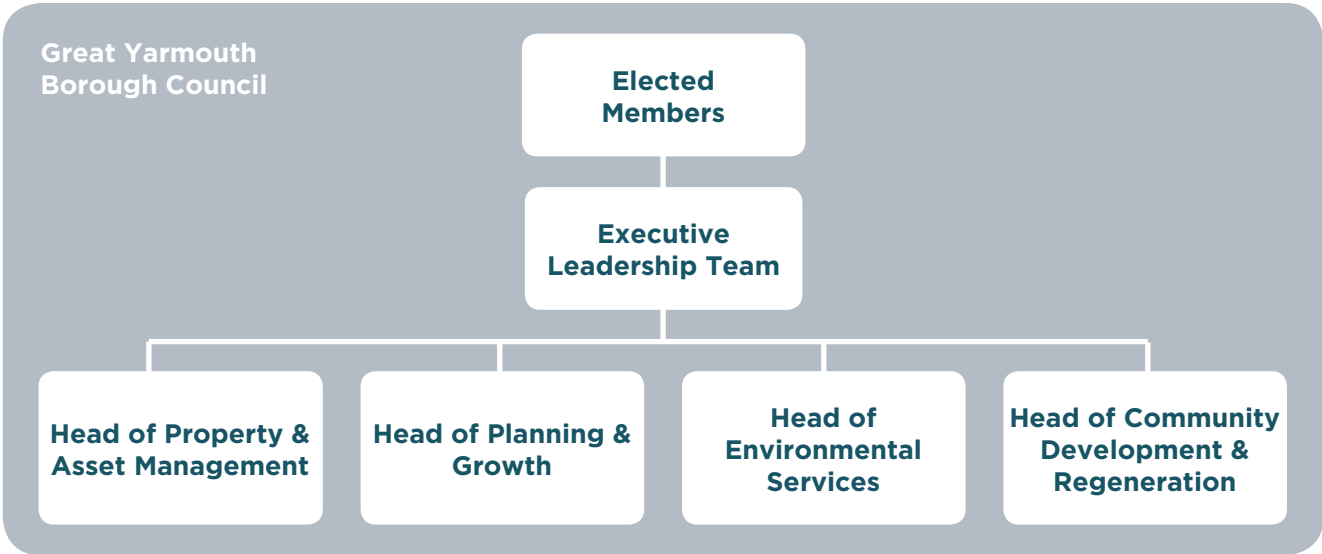 Great Yarmouth
Borough Council
Elected
Members
Executive
Leadership Team
Head of Property &
Asset Management
Head of Planning &
Growth
Head of
Environmental
Services
Head of Community
Development &
Regeneration